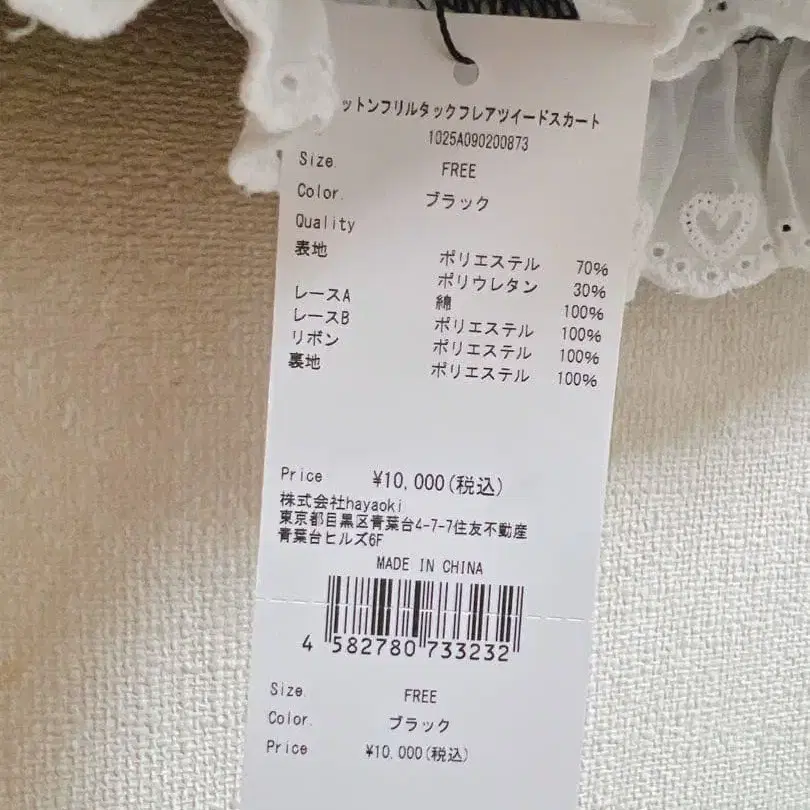 ットンフリルタックフレアツイードスカート
1025A090200873
Size. FREE
Color. ブラック
Quality
表地 ポリエステル 70%
ポリウレタン 30%
レースA 綿 100%
レースB ポリエステル 100%
リボン ポリエステル 100%
裏地 ポリエステル 100%
Price ¥10,000(税込)
株式会社hayaoki
東京都目黒区青葉台4-7-7住友不動産
青葉台ヒルズ6F
MADE IN CHINA
4 582780 733232
Size. FREE
Color. ブラック
Price ¥10,000(税込)